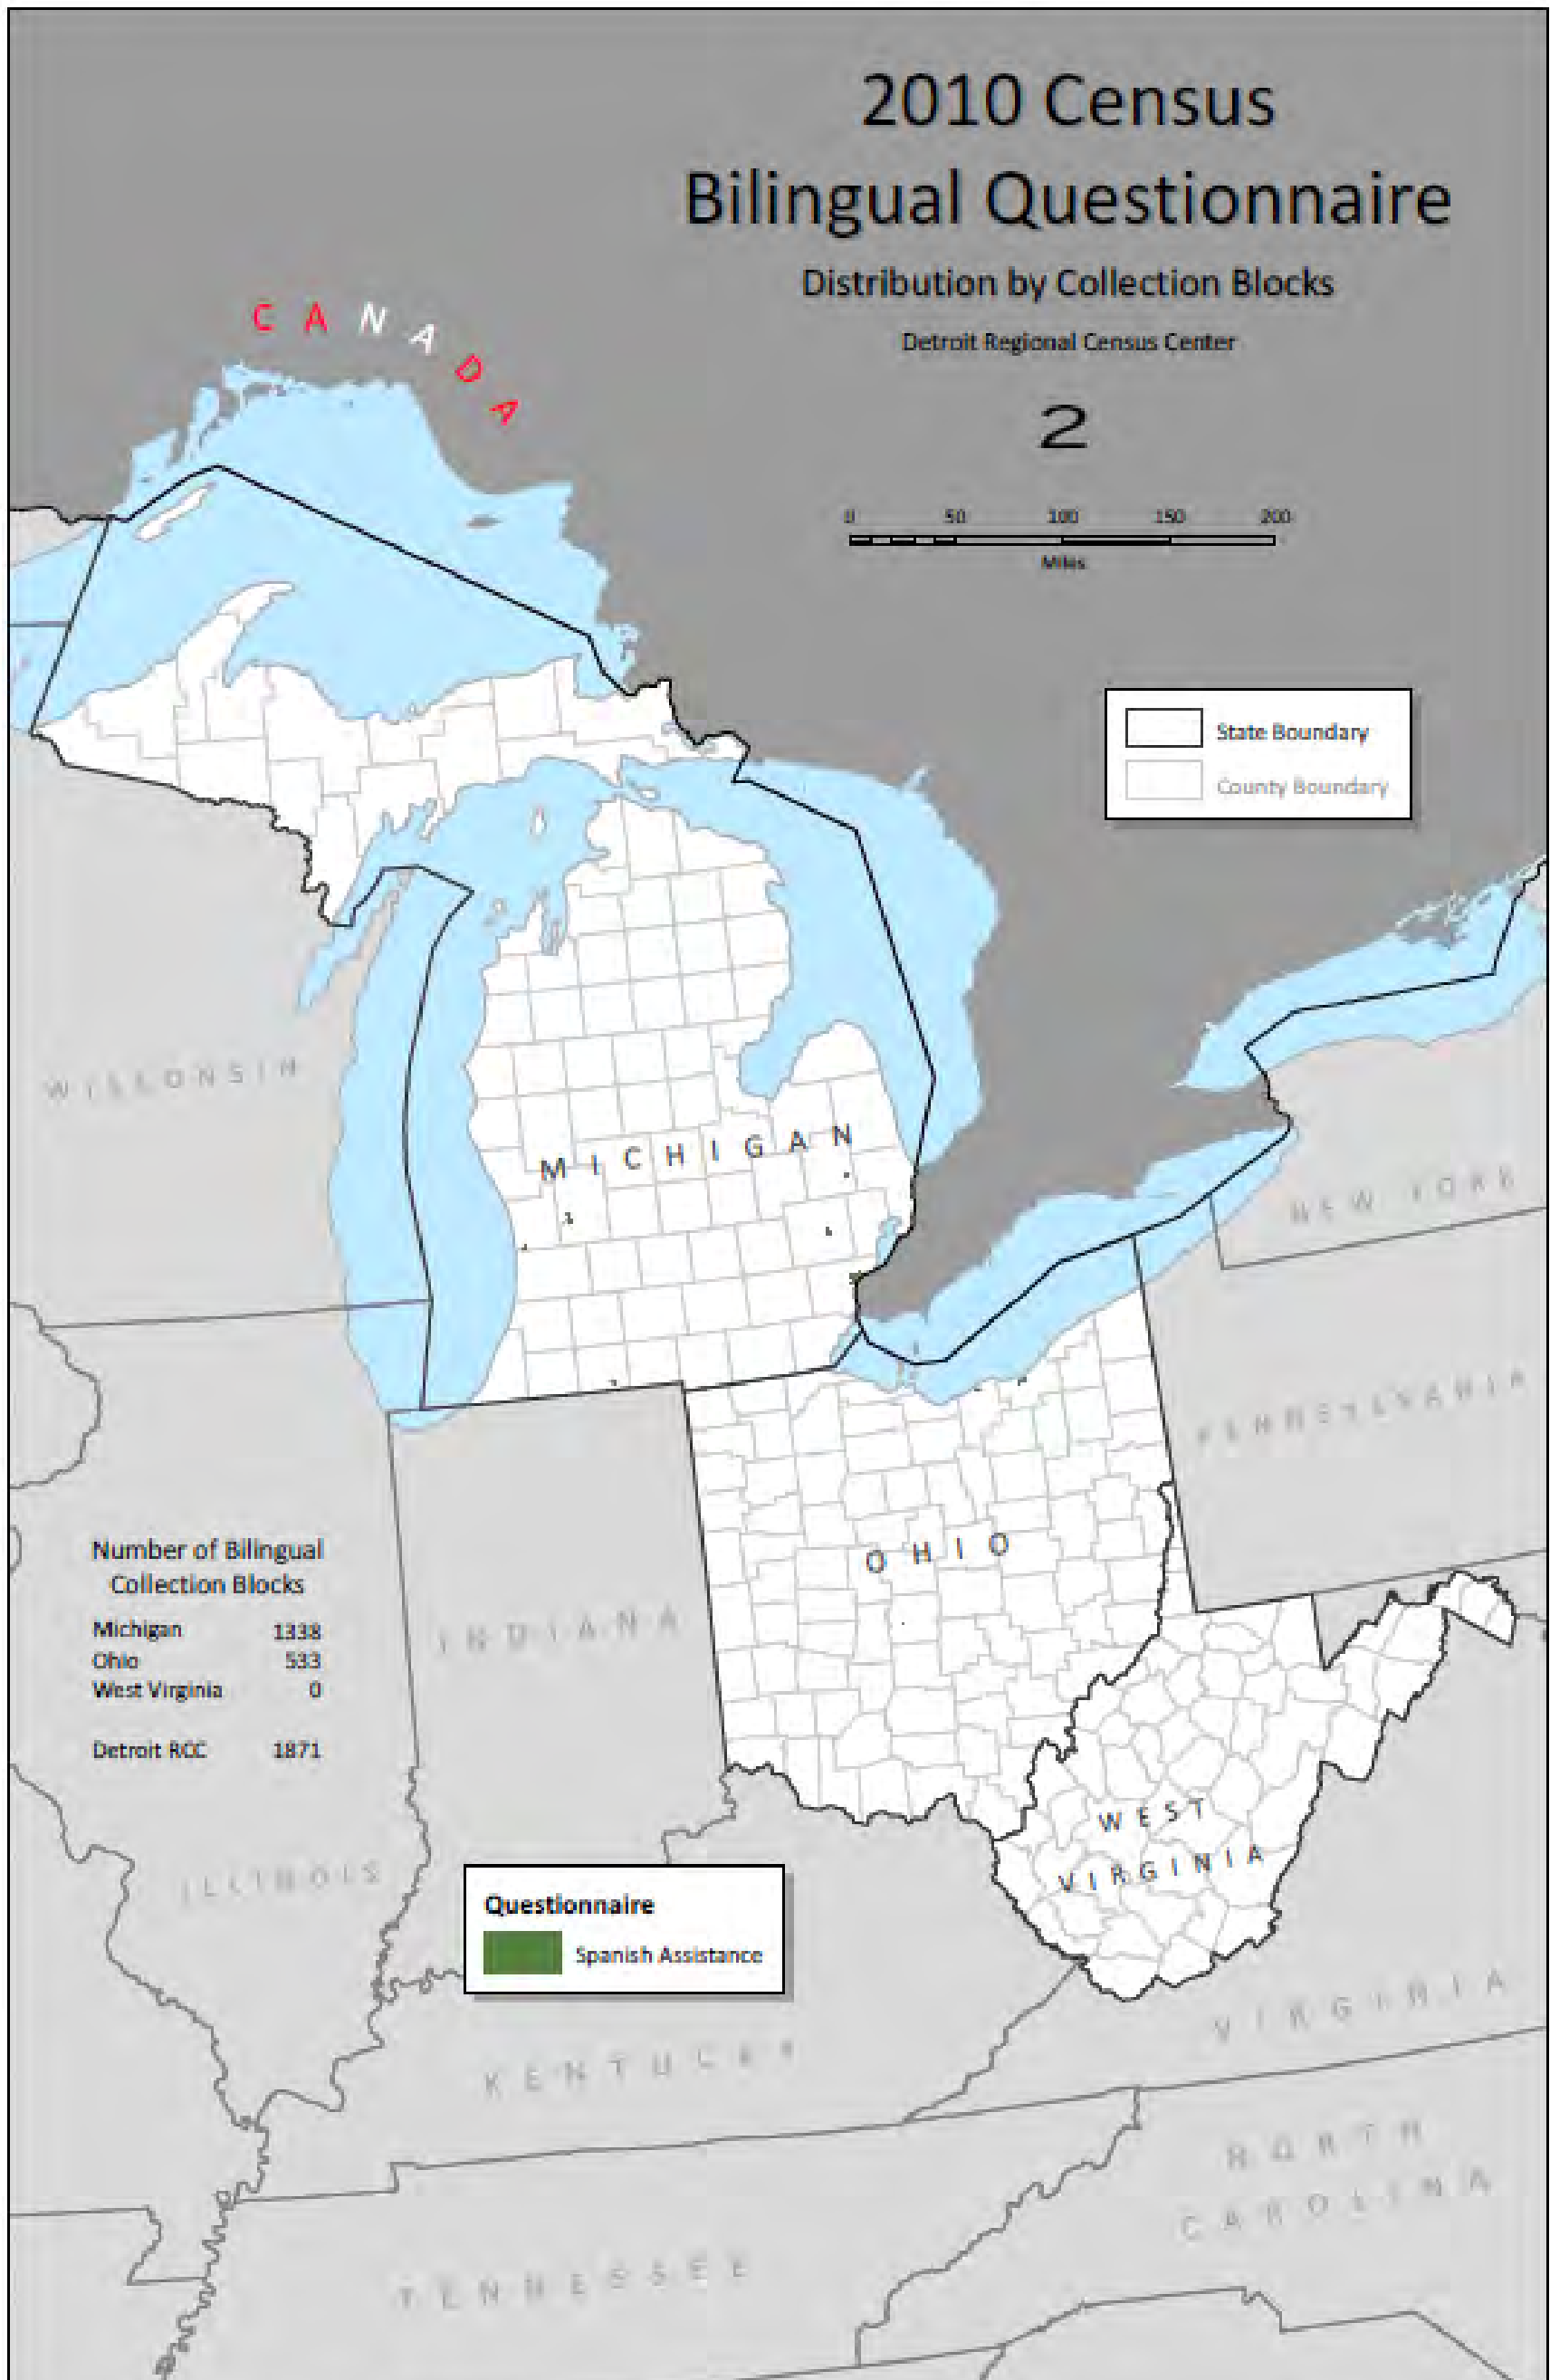 2010 Census
Bilingual Questionnaire
Distribution by Collection Blocks
Detroit Regional Census Center
2
0 50 100 150 200
Miles
CANADA
State Boundary
County Boundary
WISCONSIN
MICHIGAN
NEW YORK
PENNSYLVANIA
OHIO
INDIANA
Number of Bilingual
Collection Blocks
Michigan 1338
Ohio 533
West Virginia 0
Detroit RCC 1871
WEST
VIRGINIA
ILLINOIS
Questionnaire
Spanish Assistance
VIRGINIA
KENTUCKY
NORTH
CAROLINA
TENNESSEE